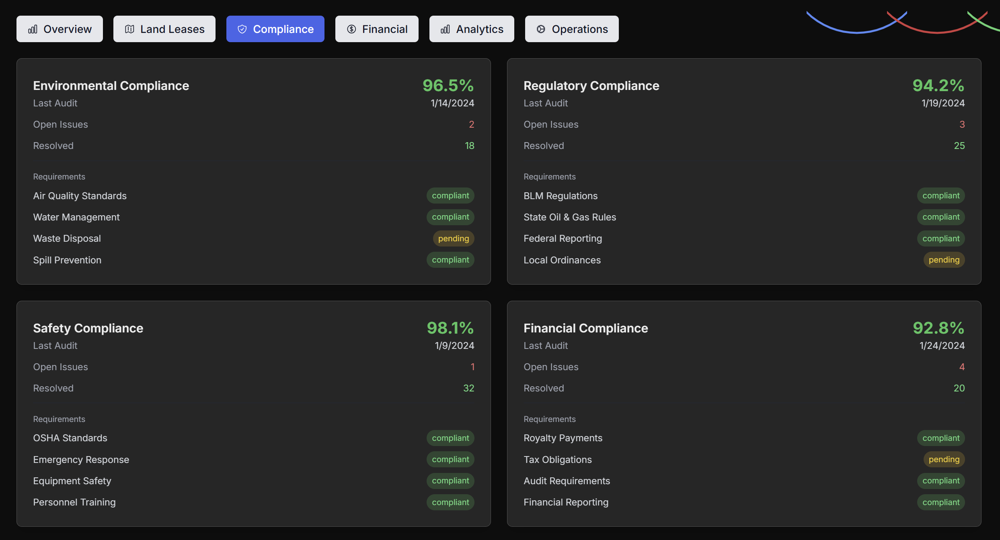 Overview
Land Leases
Compliance
Financial
Analytics
Operations
Environmental Compliance 96.5%
Last Audit 1/14/2024
Open Issues 2
Resolved 18
Requirements
Air Quality Standards compliant
Water Management compliant
Waste Disposal pending
Spill Prevention compliant
Regulatory Compliance 94.2%
Last Audit 1/19/2024
Open Issues 3
Resolved 25
Requirements
BLM Regulations compliant
State Oil & Gas Rules compliant
Federal Reporting compliant
Local Ordinances pending
Safety Compliance 98.1%
Last Audit 1/9/2024
Open Issues 1
Resolved 32
Requirements
OSHA Standards compliant
Emergency Response compliant
Equipment Safety compliant
Personnel Training compliant
Financial Compliance 92.8%
Last Audit 1/24/2024
Open Issues 4
Resolved 20
Requirements
Royalty Payments compliant
Tax Obligations pending
Audit Requirements compliant
Financial Reporting compliant